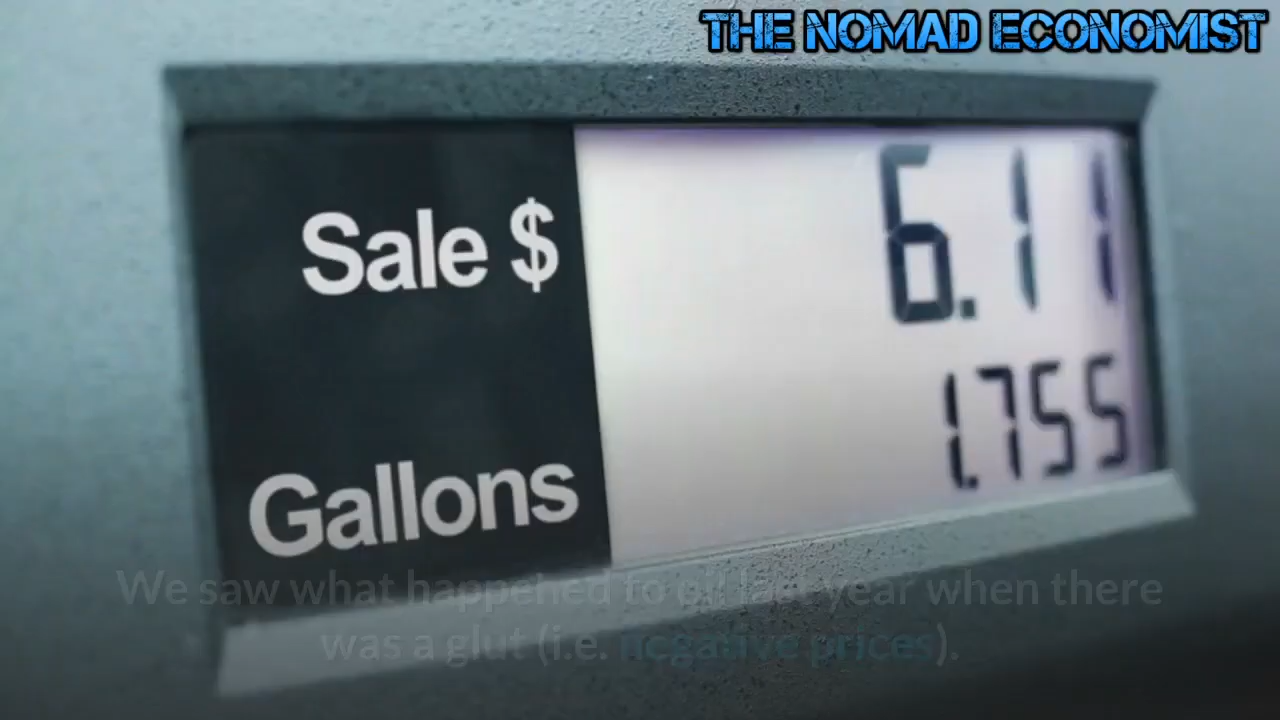 THE NOMAD ECONOMIST
Sale $ 6.11
Gallons 1.755
We saw what happened to oil last year when there
was a glut (i.e. negative prices).